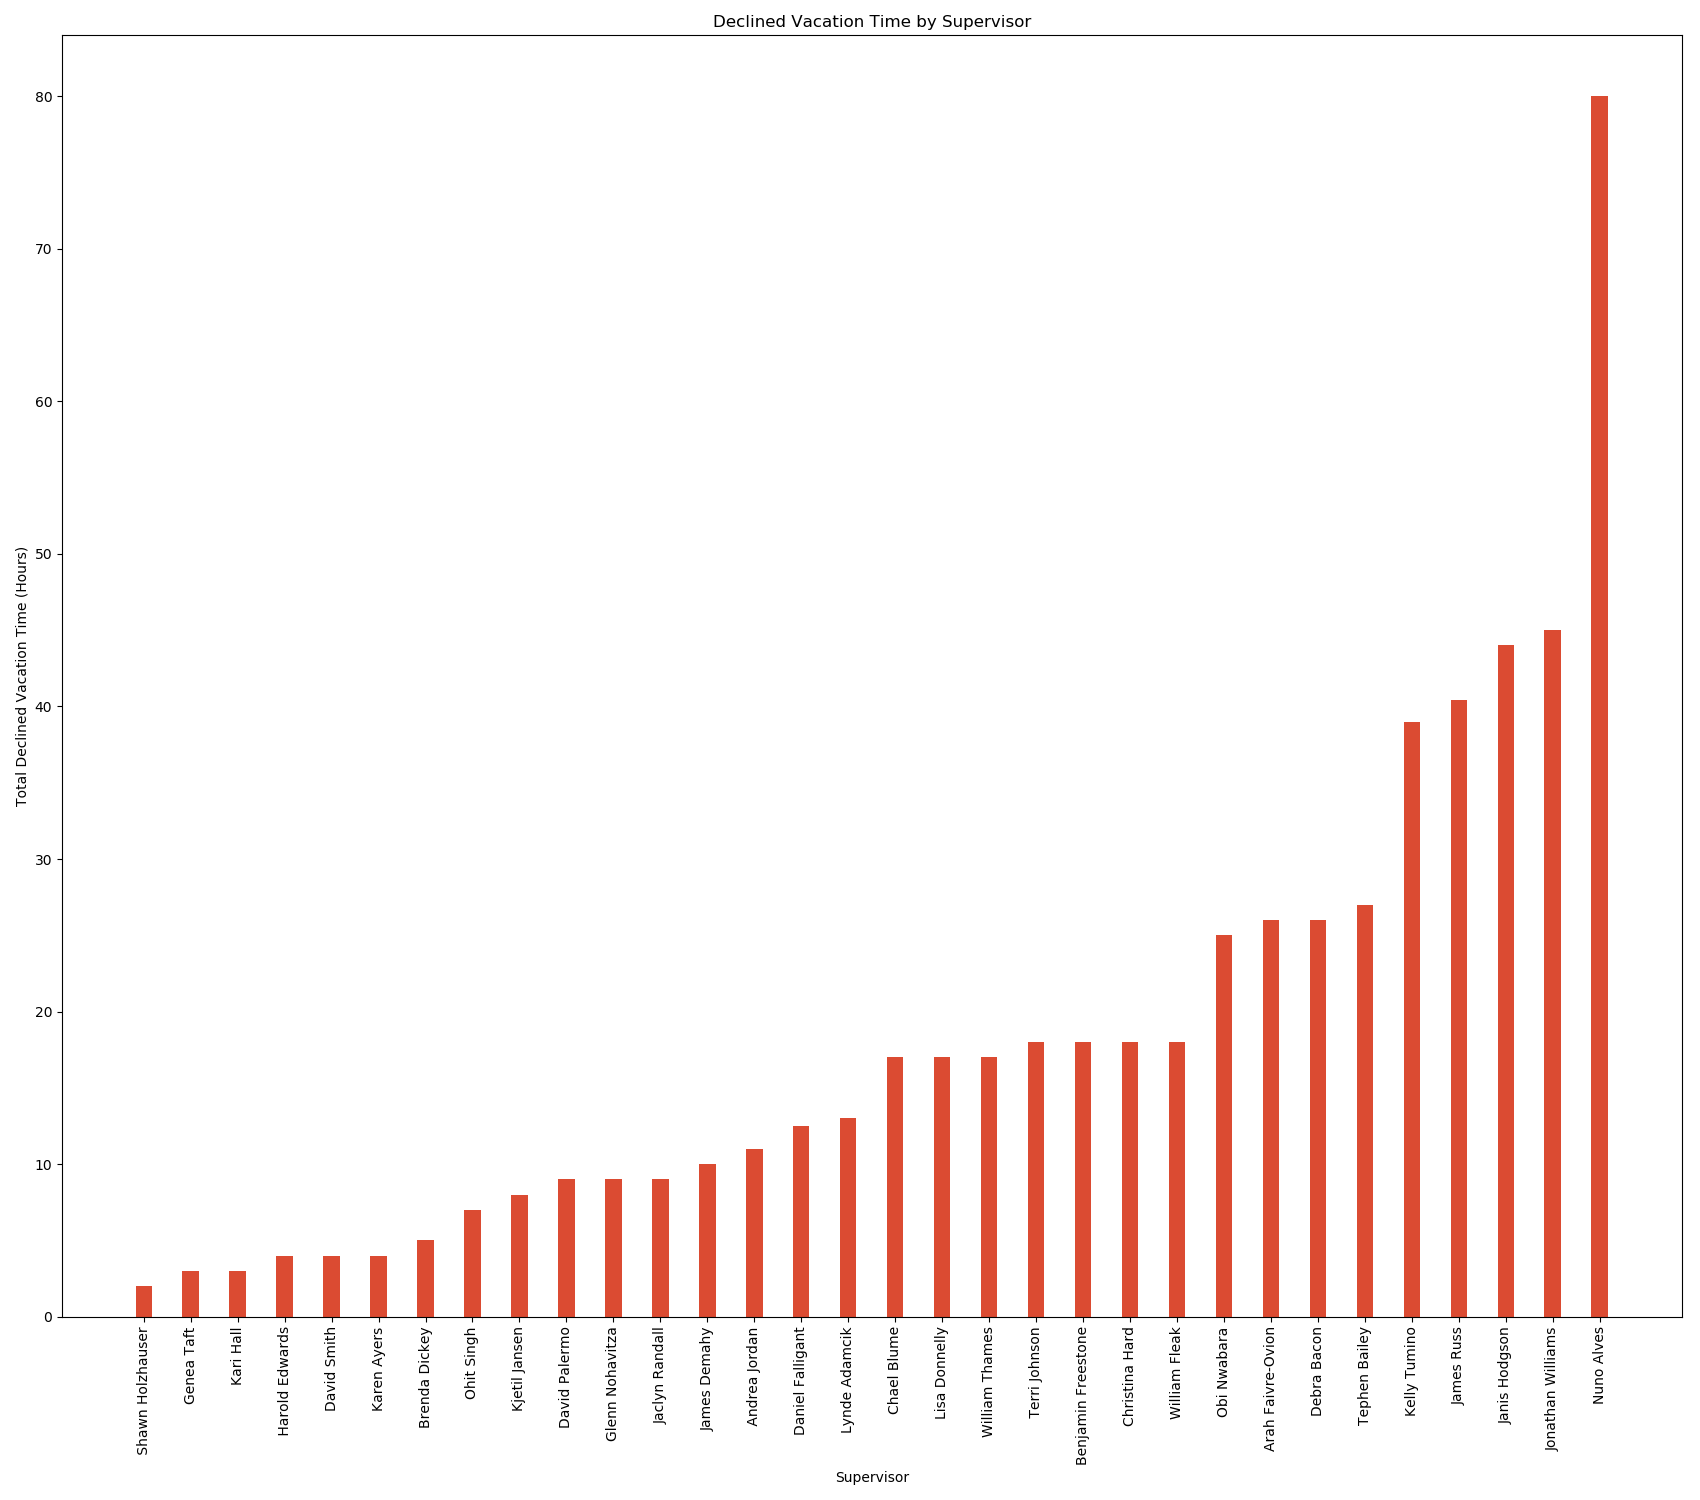 Declined Vacation Time by Supervisor
Total Declined Vacation Time (Hours)
80
70
60
50
40
30
20
10
0
Shawn Holzhauser
Genea Taft
Kari Hall
Harold Edwards
David Smith
Karen Ayers
Brenda Dickey
Ohit Singh
Kjetil Jansen
David Palermo
Glenn Nohavitza
Jaclyn Randall
James Demahy
Andrea Jordan
Daniel Falligant
Lynde Adamcik
Chael Blume
Lisa Donnelly
William Thames
Terri Johnson
Benjamin Freestone
Christina Hard
William Fleak
Obi Nwabara
Arah Faivre-Ovion
Debra Bacon
Tephen Bailey
Kelly Tumino
James Russ
Janis Hodgson
Jonathan Williams
Nuno Alves
Supervisor